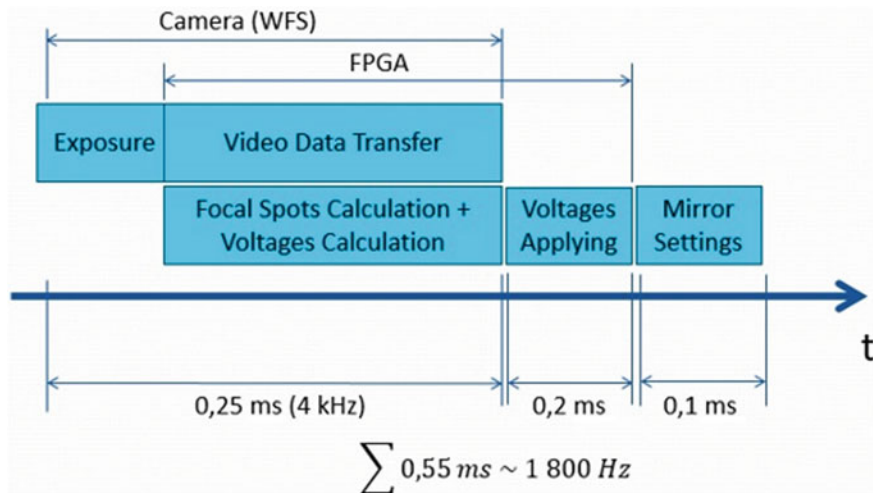 Camera (WFS)
FPGA
Exposure
Video Data Transfer
Focal Spots Calculation +
Voltages Calculation
Voltages
Applying
Mirror
Settings
t
0,25 ms (4 kHz)
0,2 ms
0,1 ms
∑ 0,55 ms ~ 1 800 Hz